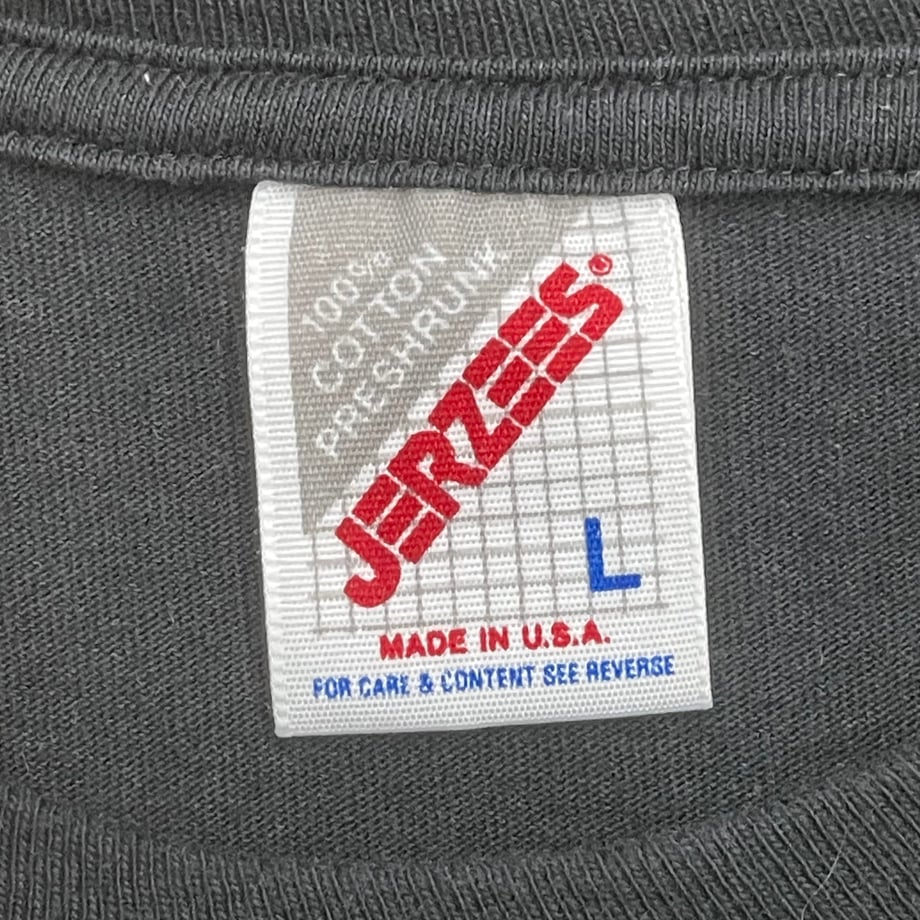 100%
COTTON
PRESHRUNK
JERZEES®
L
MADE IN U.S.A.
FOR CARE & CONTENT SEE REVERSE